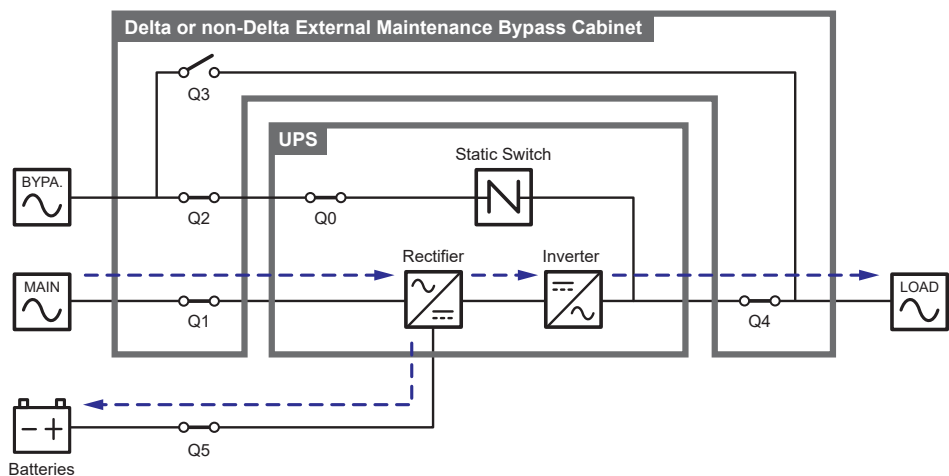 Delta or non-Delta External Maintenance Bypass Cabinet
Q3
UPS
Static Switch
BYPA.
Q2
Q0
Rectifier
Inverter
MAIN
LOAD
Q1
Q4
Q5
Batteries